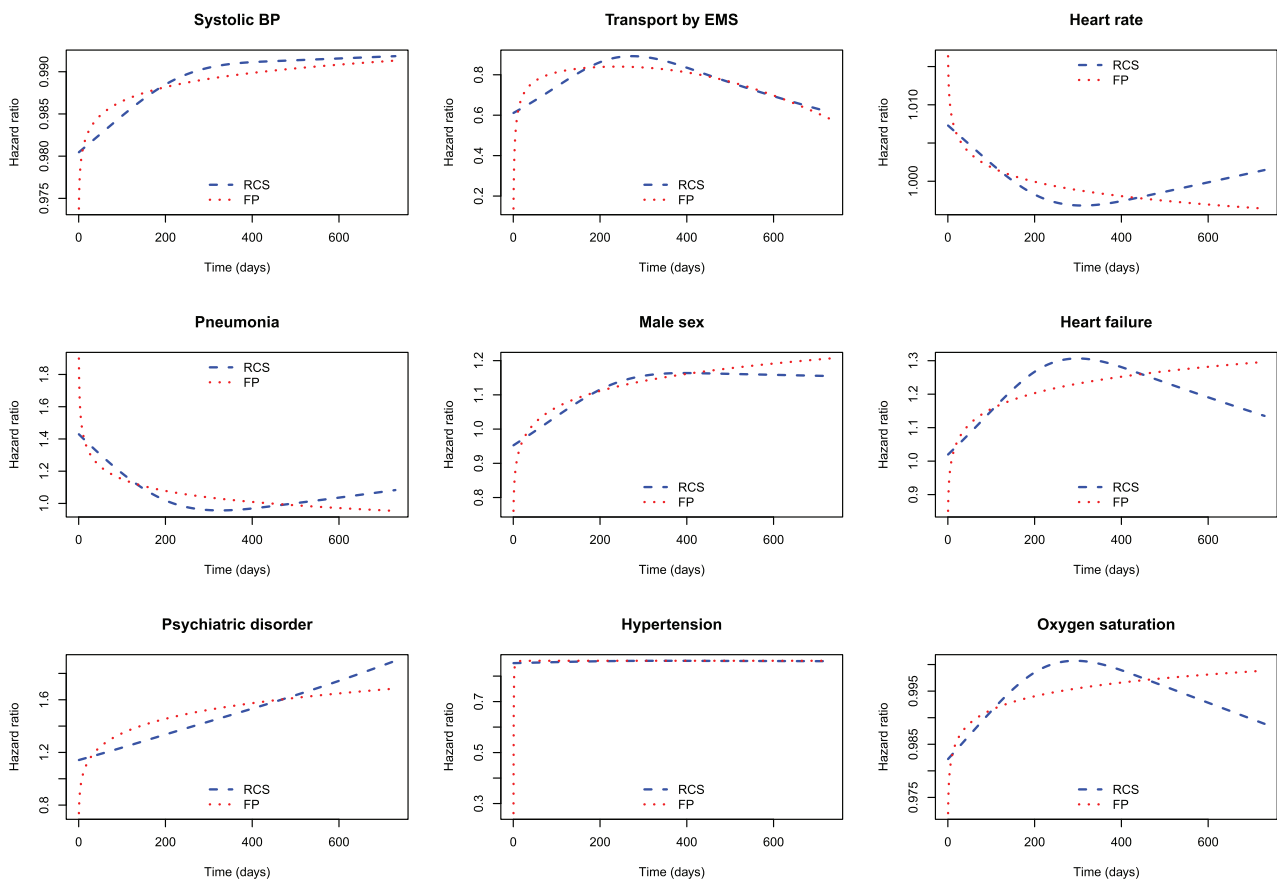 Systolic BP
Hazard ratio
0.975 0.980 0.985 0.990
RCS
FP
0 200 400 600
Time (days)
Transport by EMS
Hazard ratio
0.2 0.4 0.6 0.8
RCS
FP
0 200 400 600
Time (days)
Heart rate
Hazard ratio
1.000 1.010
RCS
FP
0 200 400 600
Time (days)
Pneumonia
Hazard ratio
1.0 1.2 1.4 1.6 1.8
RCS
FP
0 200 400 600
Time (days)
Male sex
Hazard ratio
0.8 0.9 1.0 1.1 1.2
RCS
FP
0 200 400 600
Time (days)
Heart failure
Hazard ratio
0.9 1.0 1.1 1.2 1.3
RCS
FP
0 200 400 600
Time (days)
Psychiatric disorder
Hazard ratio
0.8 1.2 1.6
RCS
FP
0 200 400 600
Time (days)
Hypertension
Hazard ratio
0.3 0.5 0.7
RCS
FP
0 200 400 600
Time (days)
Oxygen saturation
Hazard ratio
0.975 0.985 0.995
RCS
FP
0 200 400 600
Time (days)